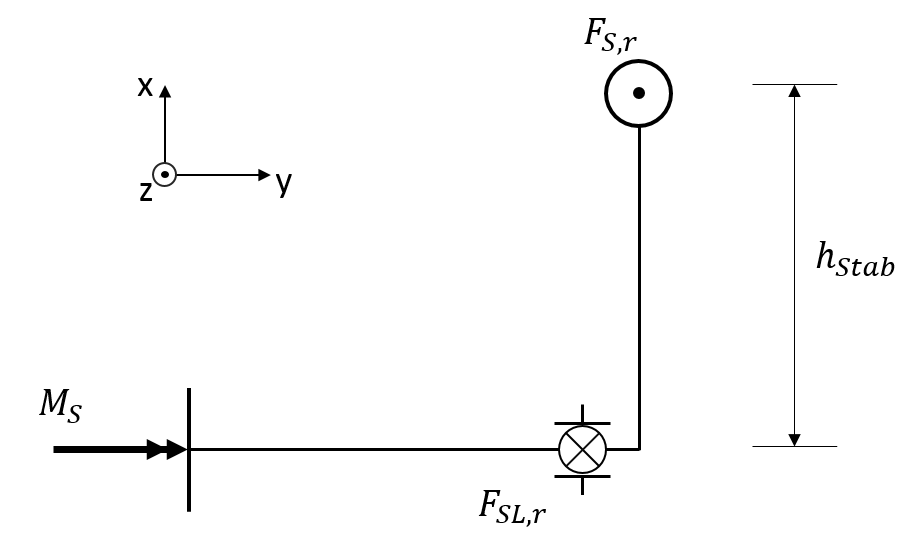 F_{S,r}
x
z
y
h_{Stab}
M_S
F_{SL,r}